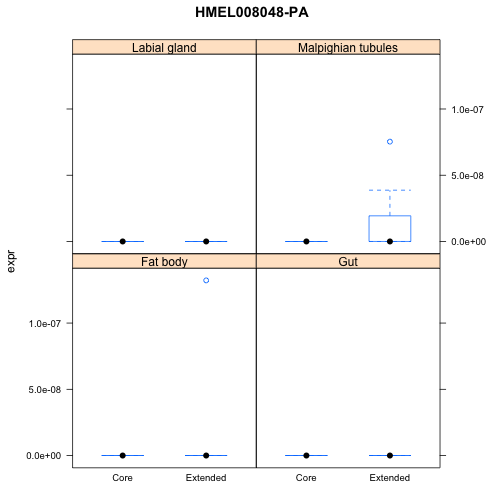 HMEL008048-PA
Labial gland
Malpighian tubules
1.0e-07
5.0e-08
0.0e+00
expr
Fat body
Gut
1.0e-07
5.0e-08
0.0e+00
Core
Extended
Core
Extended